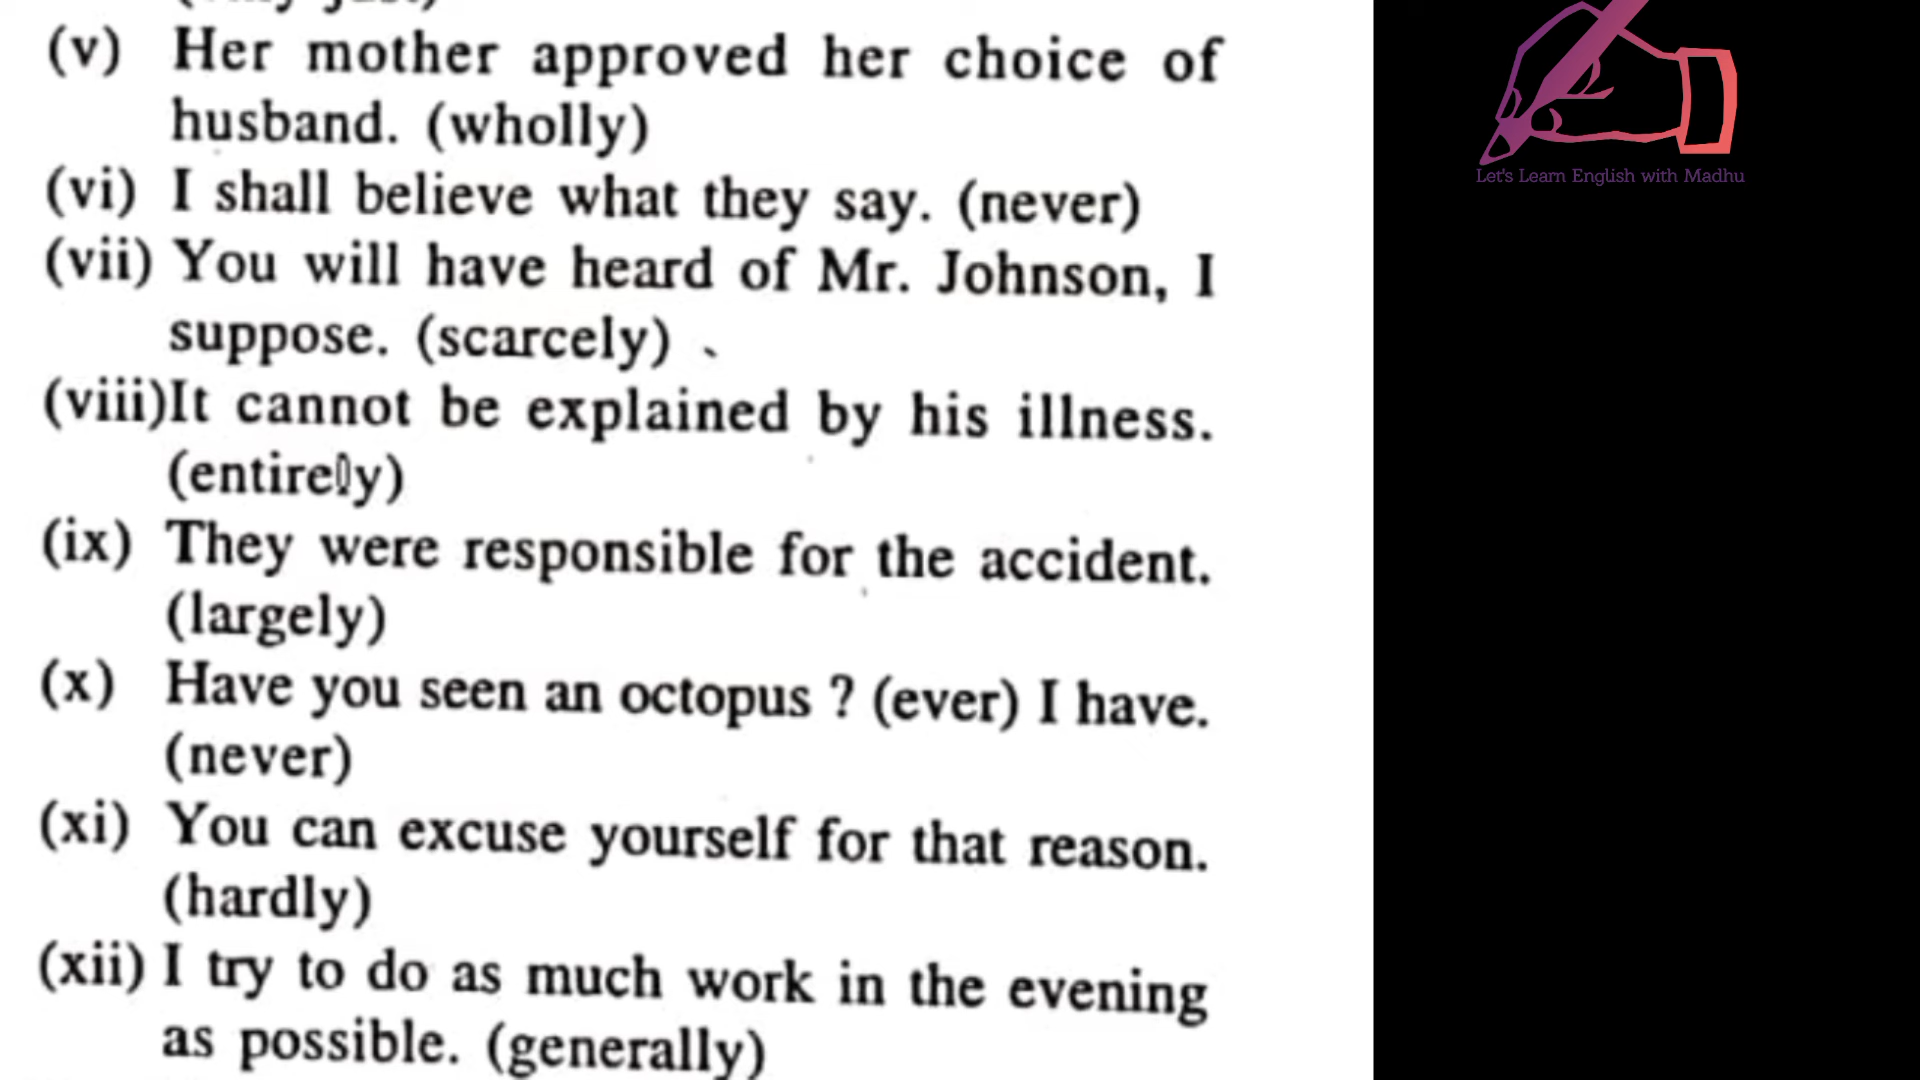 (v) Her mother approved her choice of
husband. (wholly)
(vi) I shall believe what they say. (never)
(vii) You will have heard of Mr. Johnson, I
suppose. (scarcely)
(viii) It cannot be explained by his illness.
(entirely)
(ix) They were responsible for the accident.
(largely)
(x) Have you seen an octopus ? (ever) I have.
(never)
(xi) You can excuse yourself for that reason.
(hardly)
(xii) I try to do as much work in the evening
as possible. (generally)
Let's Learn English with Madhu